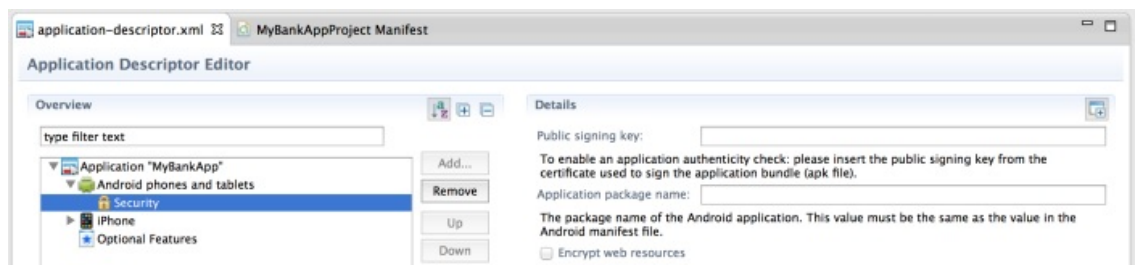 application-descriptor.xml
MyBankAppProject Manifest
Application Descriptor Editor
Overview
type filter text
Application "MyBankApp"
Android phones and tablets
Security
iPhone
Optional Features
Add...
Remove
Up
Down
Details
Public signing key:
To enable an application authenticity check: please insert the public signing key from the
certificate used to sign the application bundle (apk file).
Application package name:
The package name of the Android application. This value must be the same as the value in the
Android manifest file.
Encrypt web resources